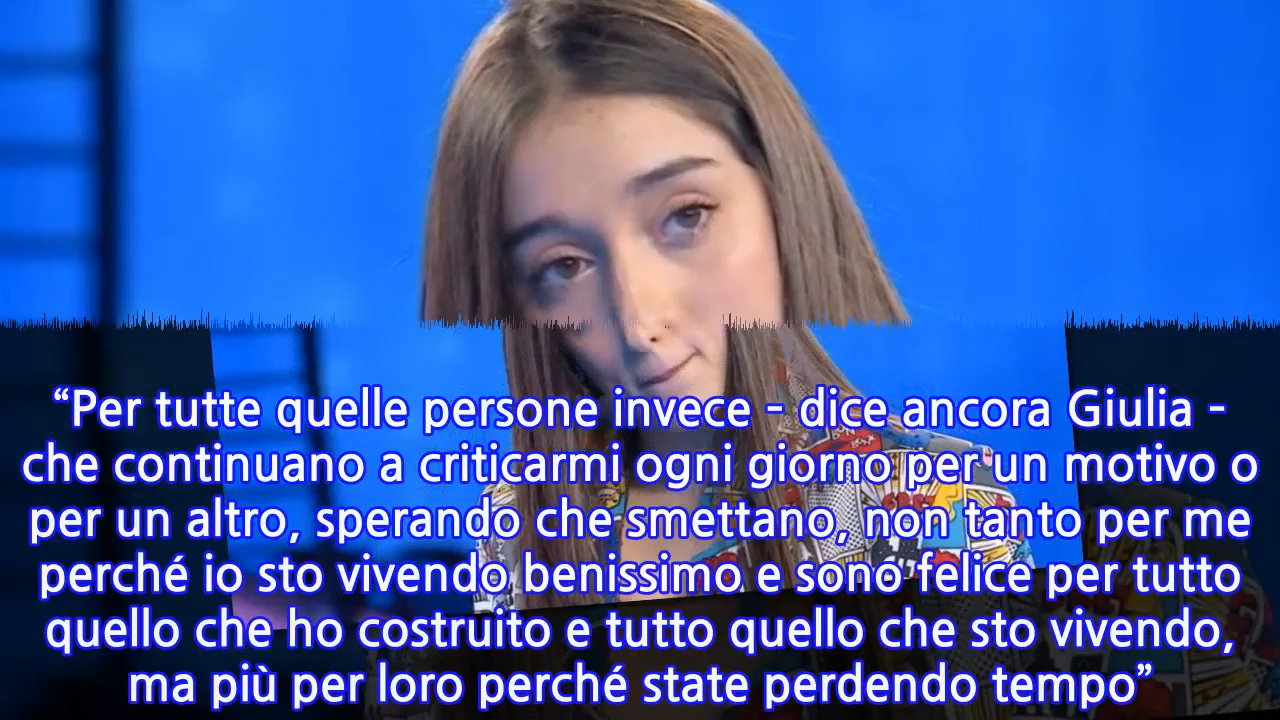 “Per tutte quelle persone invece - dice ancora Giulia -
che continuano a criticarmi ogni giorno per un motivo o
per un altro, sperando che smettano, non tanto per me
perché io sto vivendo benissimo e sono felice per tutto
quello che ho costruito e tutto quello che sto vivendo,
ma più per loro perché state perdendo tempo”